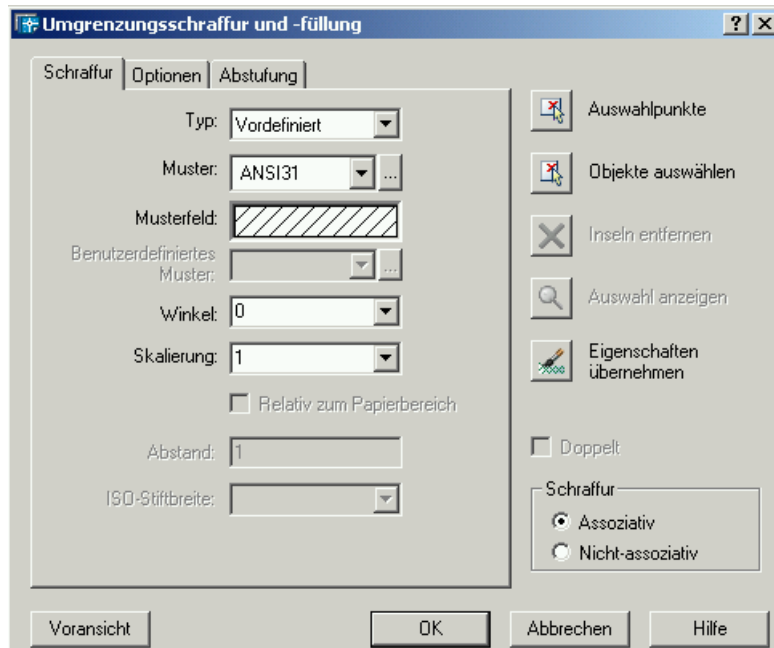 Umgrenzungsschraffur und -füllung
Schraffur Optionen Abstufung
Typ: Vordefiniert
Muster: ANSI31 ...
Musterfeld:
Benutzerdefiniertes
Muster: ...
Winkel: 0
Skalierung: 1
Relativ zum Papierbereich
Abstand: 1
ISO-Stiftbreite:
Auswahlpunkte
Objekte auswählen
Inseln entfernen
Auswahl anzeigen
Eigenschaften
übernehmen
Doppelt
Schraffur
Assoziativ
Nicht-assoziativ
Voransicht OK Abbrechen Hilfe